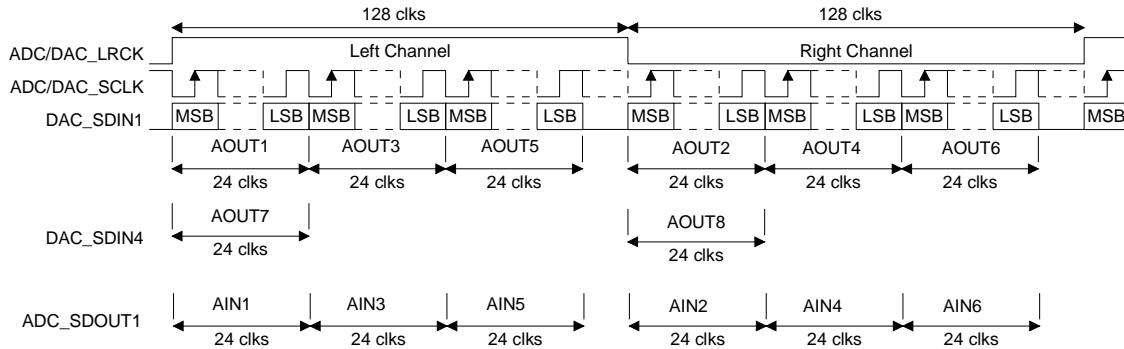 128 clks 128 clks
ADC/DAC_LRCK Left Channel Right Channel
ADC/DAC_SCLK
DAC_SDIN1 MSB LSB MSB LSB MSB LSB MSB LSB MSB LSB MSB LSB MSB
AOUT1 AOUT3 AOUT5 AOUT2 AOUT4 AOUT6
24 clks 24 clks 24 clks 24 clks 24 clks 24 clks
AOUT7 AOUT8
DAC_SDIN4
24 clks 24 clks
AIN1 AIN3 AIN5 AIN2 AIN4 AIN6
ADC_SDOUT1
24 clks 24 clks 24 clks 24 clks 24 clks 24 clks